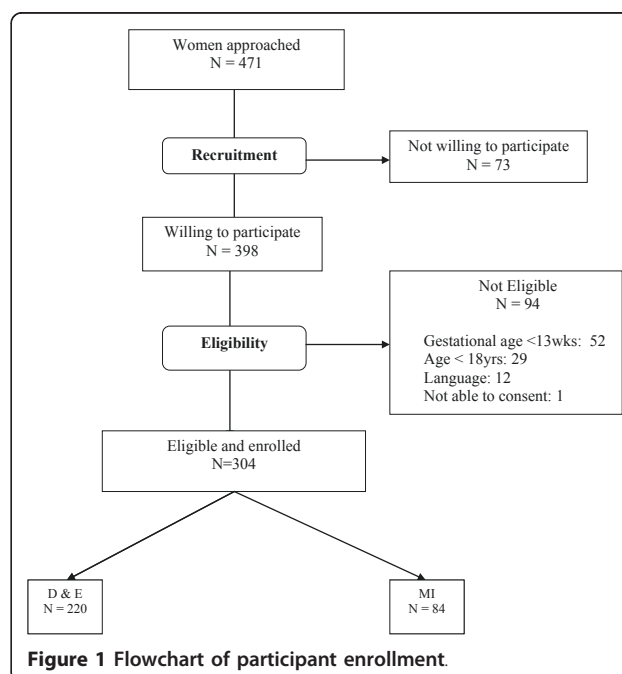 Women approached
N = 471
Recruitment
Not willing to participate
N = 73
Willing to participate
N = 398
Not Eligible
N = 94
Gestational age <13wks: 52
Age < 18yrs: 29
Language: 12
Not able to consent: 1
Eligibility
Eligible and enrolled
N=304
D & E
N = 220
MI
N = 84
Figure 1 Flowchart of participant enrollment.